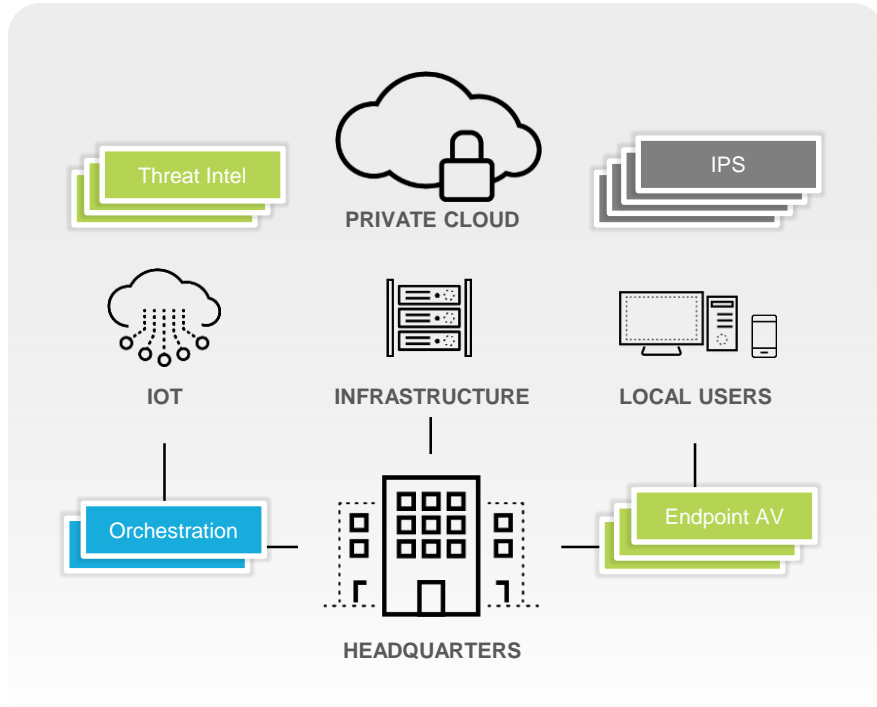 Threat Intel
IPS
PRIVATE CLOUD
IOT
INFRASTRUCTURE
LOCAL USERS
Orchestration
Endpoint AV
HEADQUARTERS